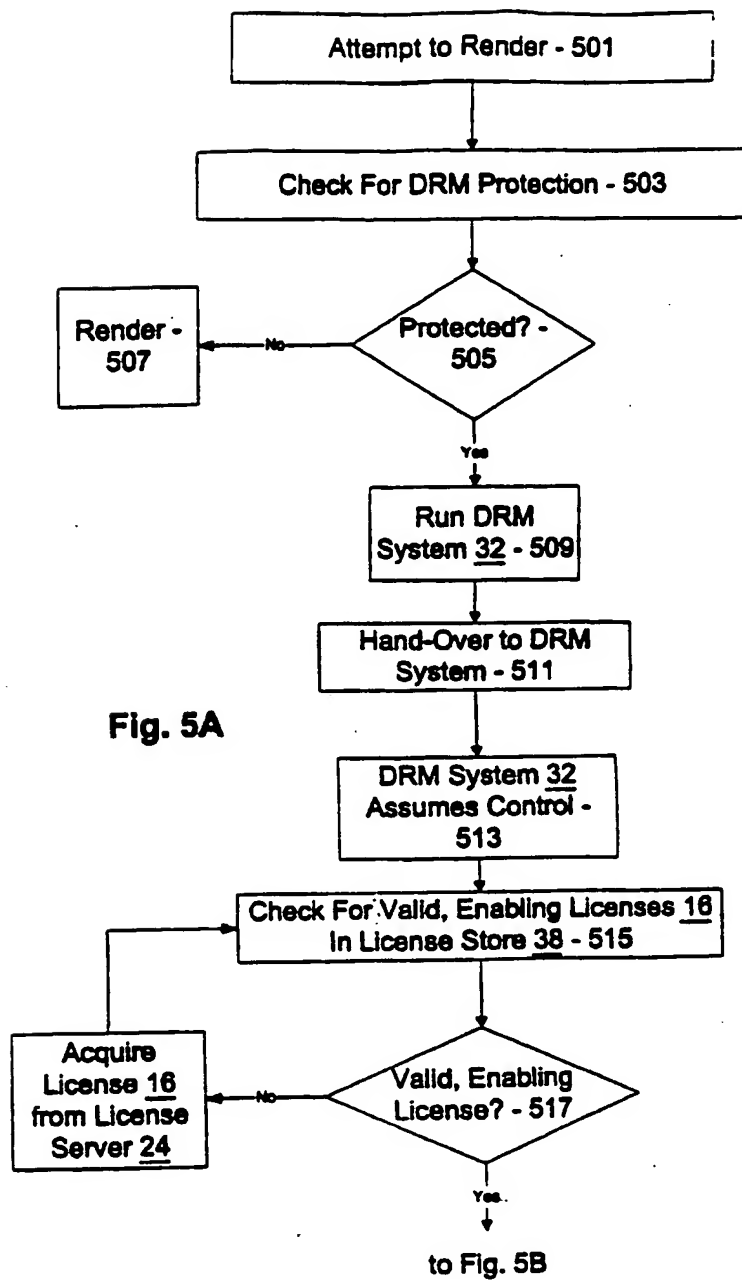 Attempt to Render - 501
Check For DRM Protection - 503
Protected? -
505
No
Render -
507
Yes
Run DRM
System 32 - 509
Hand-Over to DRM
System - 511
Fig. 5A
DRM System 32
Assumes Control -
513
Check For Valid, Enabling Licenses 16
In License Store 38 - 515
Valid, Enabling
License? - 517
No
Acquire
License 16
from License
Server 24
Yes
to Fig. 5B